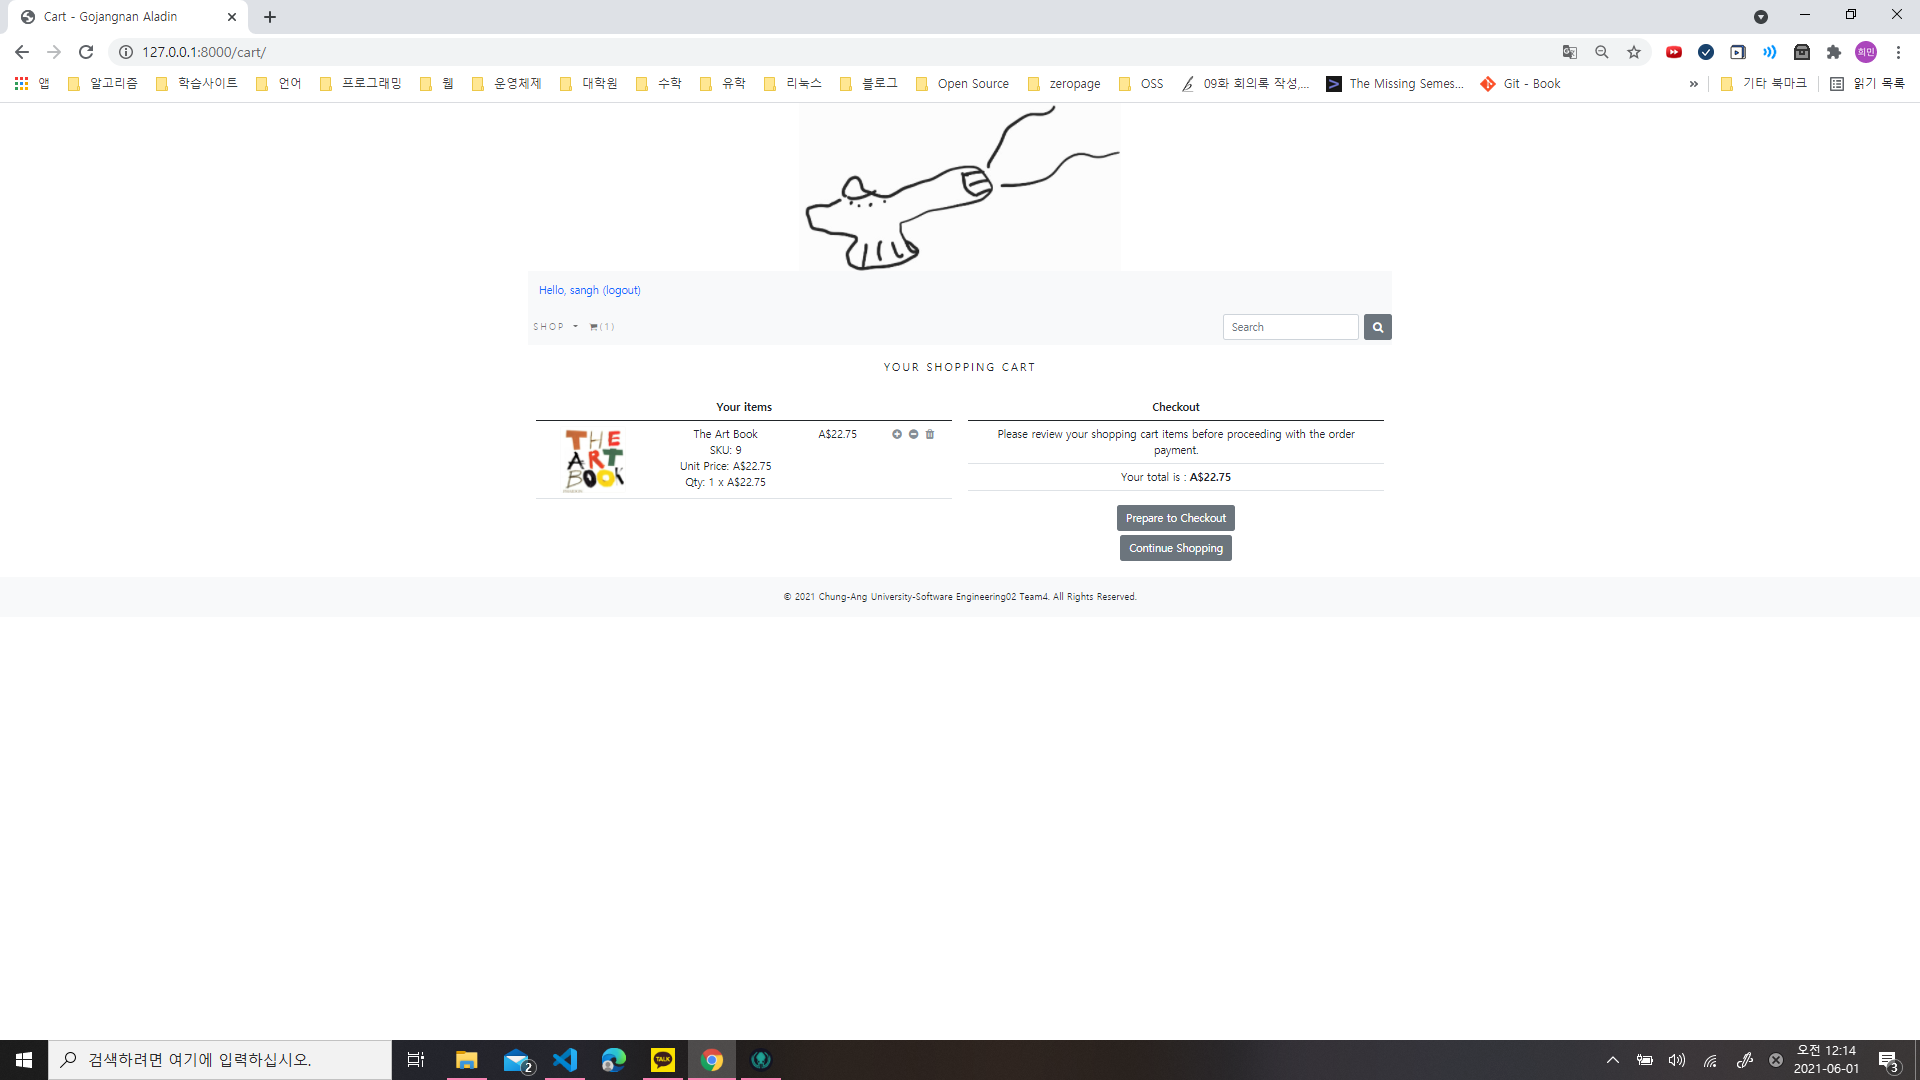 Cart - Gojangnan Aladin
127.0.0.1:8000/cart/
희민
앱 알고리즘 학습사이트 언어 프로그래밍 웹 운영체제 대학원 수학 유학 리눅스 블로그 Open Source zeropage OSS 09화 회의록 작성,... The Missing Semes... Git - Book » 기타 북마크 읽기 목록
Hello, sangh (logout)
SHOP (1) Search
YOUR SHOPPING CART
Your items
THE ART BOOK
The Art Book A$22.75
SKU: 9
Unit Price: A$22.75
Qty: 1 x A$22.75
Checkout
Please review your shopping cart items before proceeding with the order
payment.
Your total is : A$22.75
Prepare to Checkout
Continue Shopping
© 2021 Chung-Ang University-Software Engineering02 Team4. All Rights Reserved.
검색하려면 여기에 입력하십시오.
2
TALK
오전 12:14
2021-06-01
3